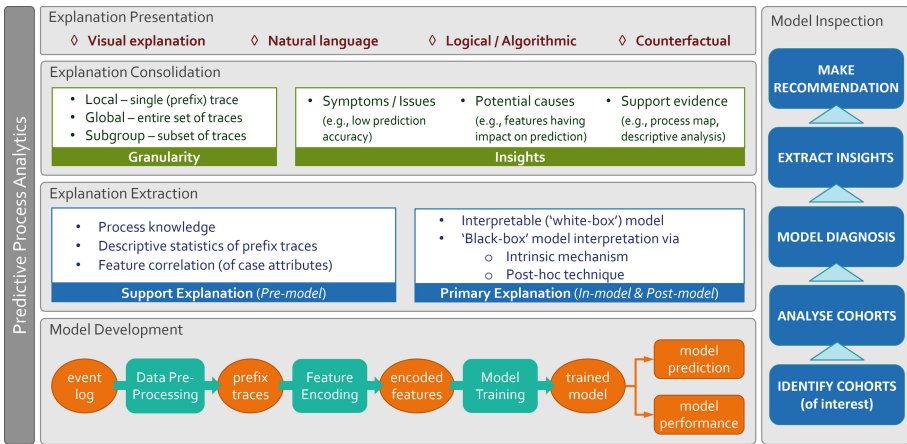 Predictive Process Analytics
Explanation Presentation
◊ Visual explanation ◊ Natural language ◊ Logical / Algorithmic ◊ Counterfactual
Explanation Consolidation
• Local – single (prefix) trace
• Global – entire set of traces
• Subgroup – subset of traces
Granularity
• Symptoms / Issues
(e.g., low prediction
accuracy)
• Potential causes
(e.g., features having
impact on prediction)
• Support evidence
(e.g., process map,
descriptive analysis)
Insights
Explanation Extraction
• Process knowledge
• Descriptive statistics of prefix traces
• Feature correlation (of case attributes)
Support Explanation (Pre-model)
• Interpretable (‘white-box’) model
• ‘Black-box’ model interpretation via
o Intrinsic mechanism
o Post-hoc technique
Primary Explanation (In-model & Post-model)
Model Development
event
log
Data Pre-
Processing
prefix
traces
Feature
Encoding
encoded
features
Model
Training
trained
model
model
prediction
model
performance
Model Inspection
MAKE
RECOMMENDATION
EXTRACT INSIGHTS
MODEL DIAGNOSIS
ANALYSE COHORTS
IDENTIFY COHORTS
(of interest)